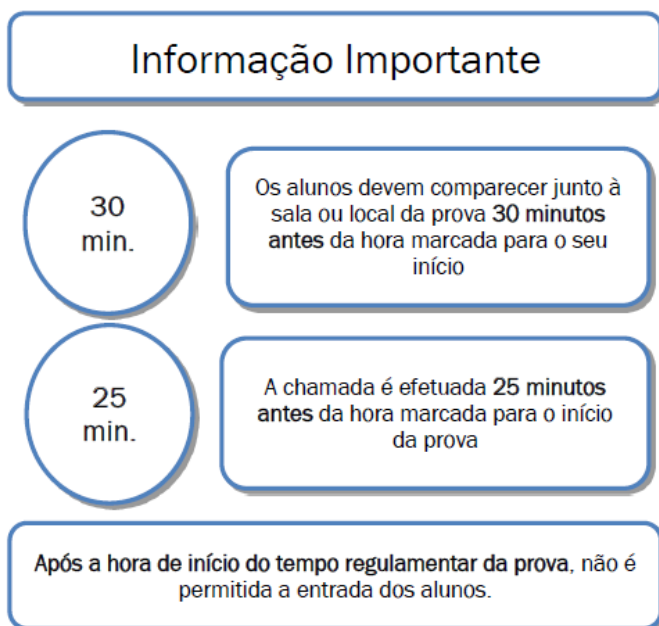 Informação Importante
30
min.
Os alunos devem comparecer junto à
sala ou local da prova 30 minutos
antes da hora marcada para o seu
início
25
min.
A chamada é efetuada 25 minutos
antes da hora marcada para o início
da prova
Após a hora de início do tempo regulamentar da prova, não é
permitida a entrada dos alunos.